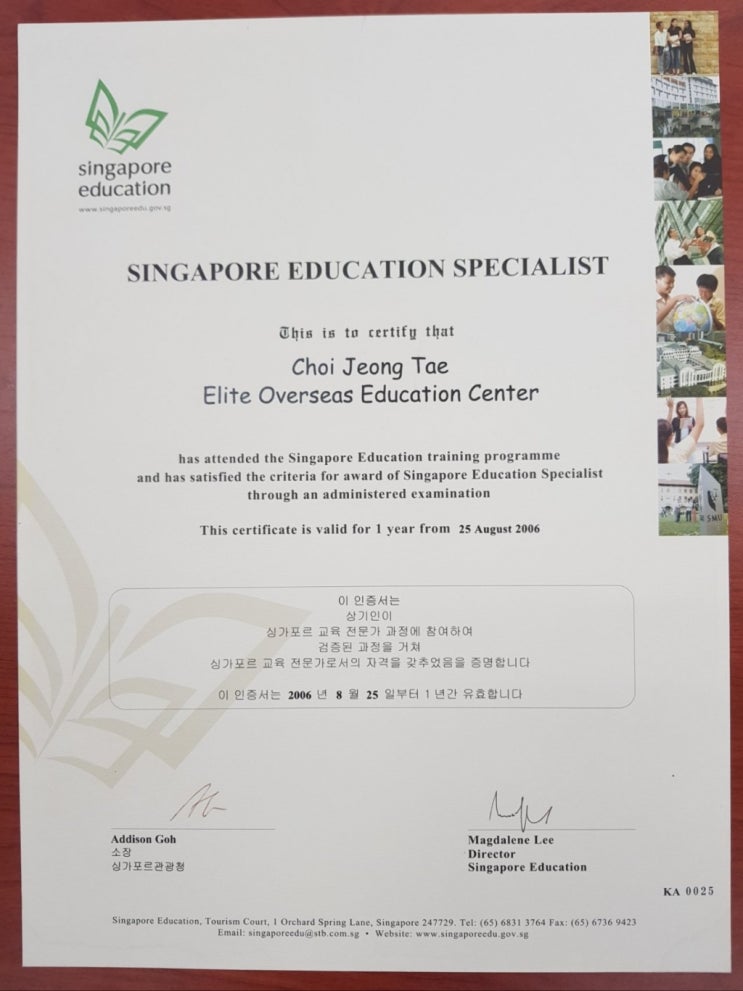 singapore
education
www.singaporeedu.gov.sg
SINGAPORE EDUCATION SPECIALIST
This is to certify that
Choi Jeong Tae
Elite Overseas Education Center
has attended the Singapore Education training programme
and has satisfied the criteria for award of Singapore Education Specialist
through an administered examination
This certificate is valid for 1 year from 25 August 2006
SMU
이 인증서는
상기인이
싱가포르 교육 전문가 과정에 참여하여
검증된 과정을 거쳐
싱가포르 교육 전문가로서의 자격을 갖추었음을 증명합니다
이 인증서는 2006 년 8 월 25 일부터 1 년간 유효합니다
Addison Goh
소장
싱가포르관광청
Magdalene Lee
Director
Singapore Education
KA 0025
Singapore Education, Tourism Court, 1 Orchard Spring Lane, Singapore 247729. Tel: (65) 6831 3764 Fax: (65) 6736 9423
Email: singaporeedu@stb.com.sg • Website: www.singaporeedu.gov.sg